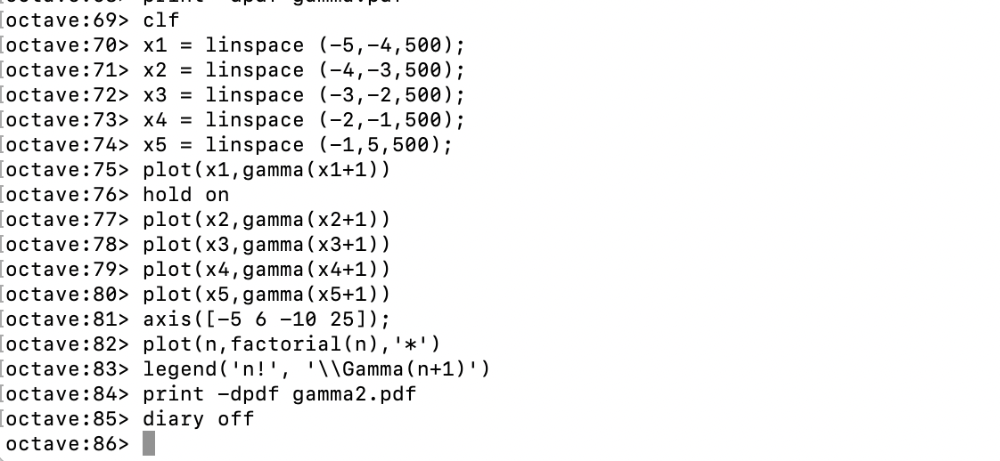 print -dpdf gamma.pdf
[octave:69> clf
[octave:70> x1 = linspace (-5,-4,500);
[octave:71> x2 = linspace (-4,-3,500);
[octave:72> x3 = linspace (-3,-2,500);
[octave:73> x4 = linspace (-2,-1,500);
[octave:74> x5 = linspace (-1,5,500);
[octave:75> plot(x1,gamma(x1+1))
[octave:76> hold on
[octave:77> plot(x2,gamma(x2+1))
[octave:78> plot(x3,gamma(x3+1))
[octave:79> plot(x4,gamma(x4+1))
[octave:80> plot(x5,gamma(x5+1))
[octave:81> axis([-5 6 -10 25]);
[octave:82> plot(n,factorial(n),'*')
[octave:83> legend('n!', '\\Gamma(n+1)')
[octave:84> print -dpdf gamma2.pdf
[octave:85> diary off
octave:86>